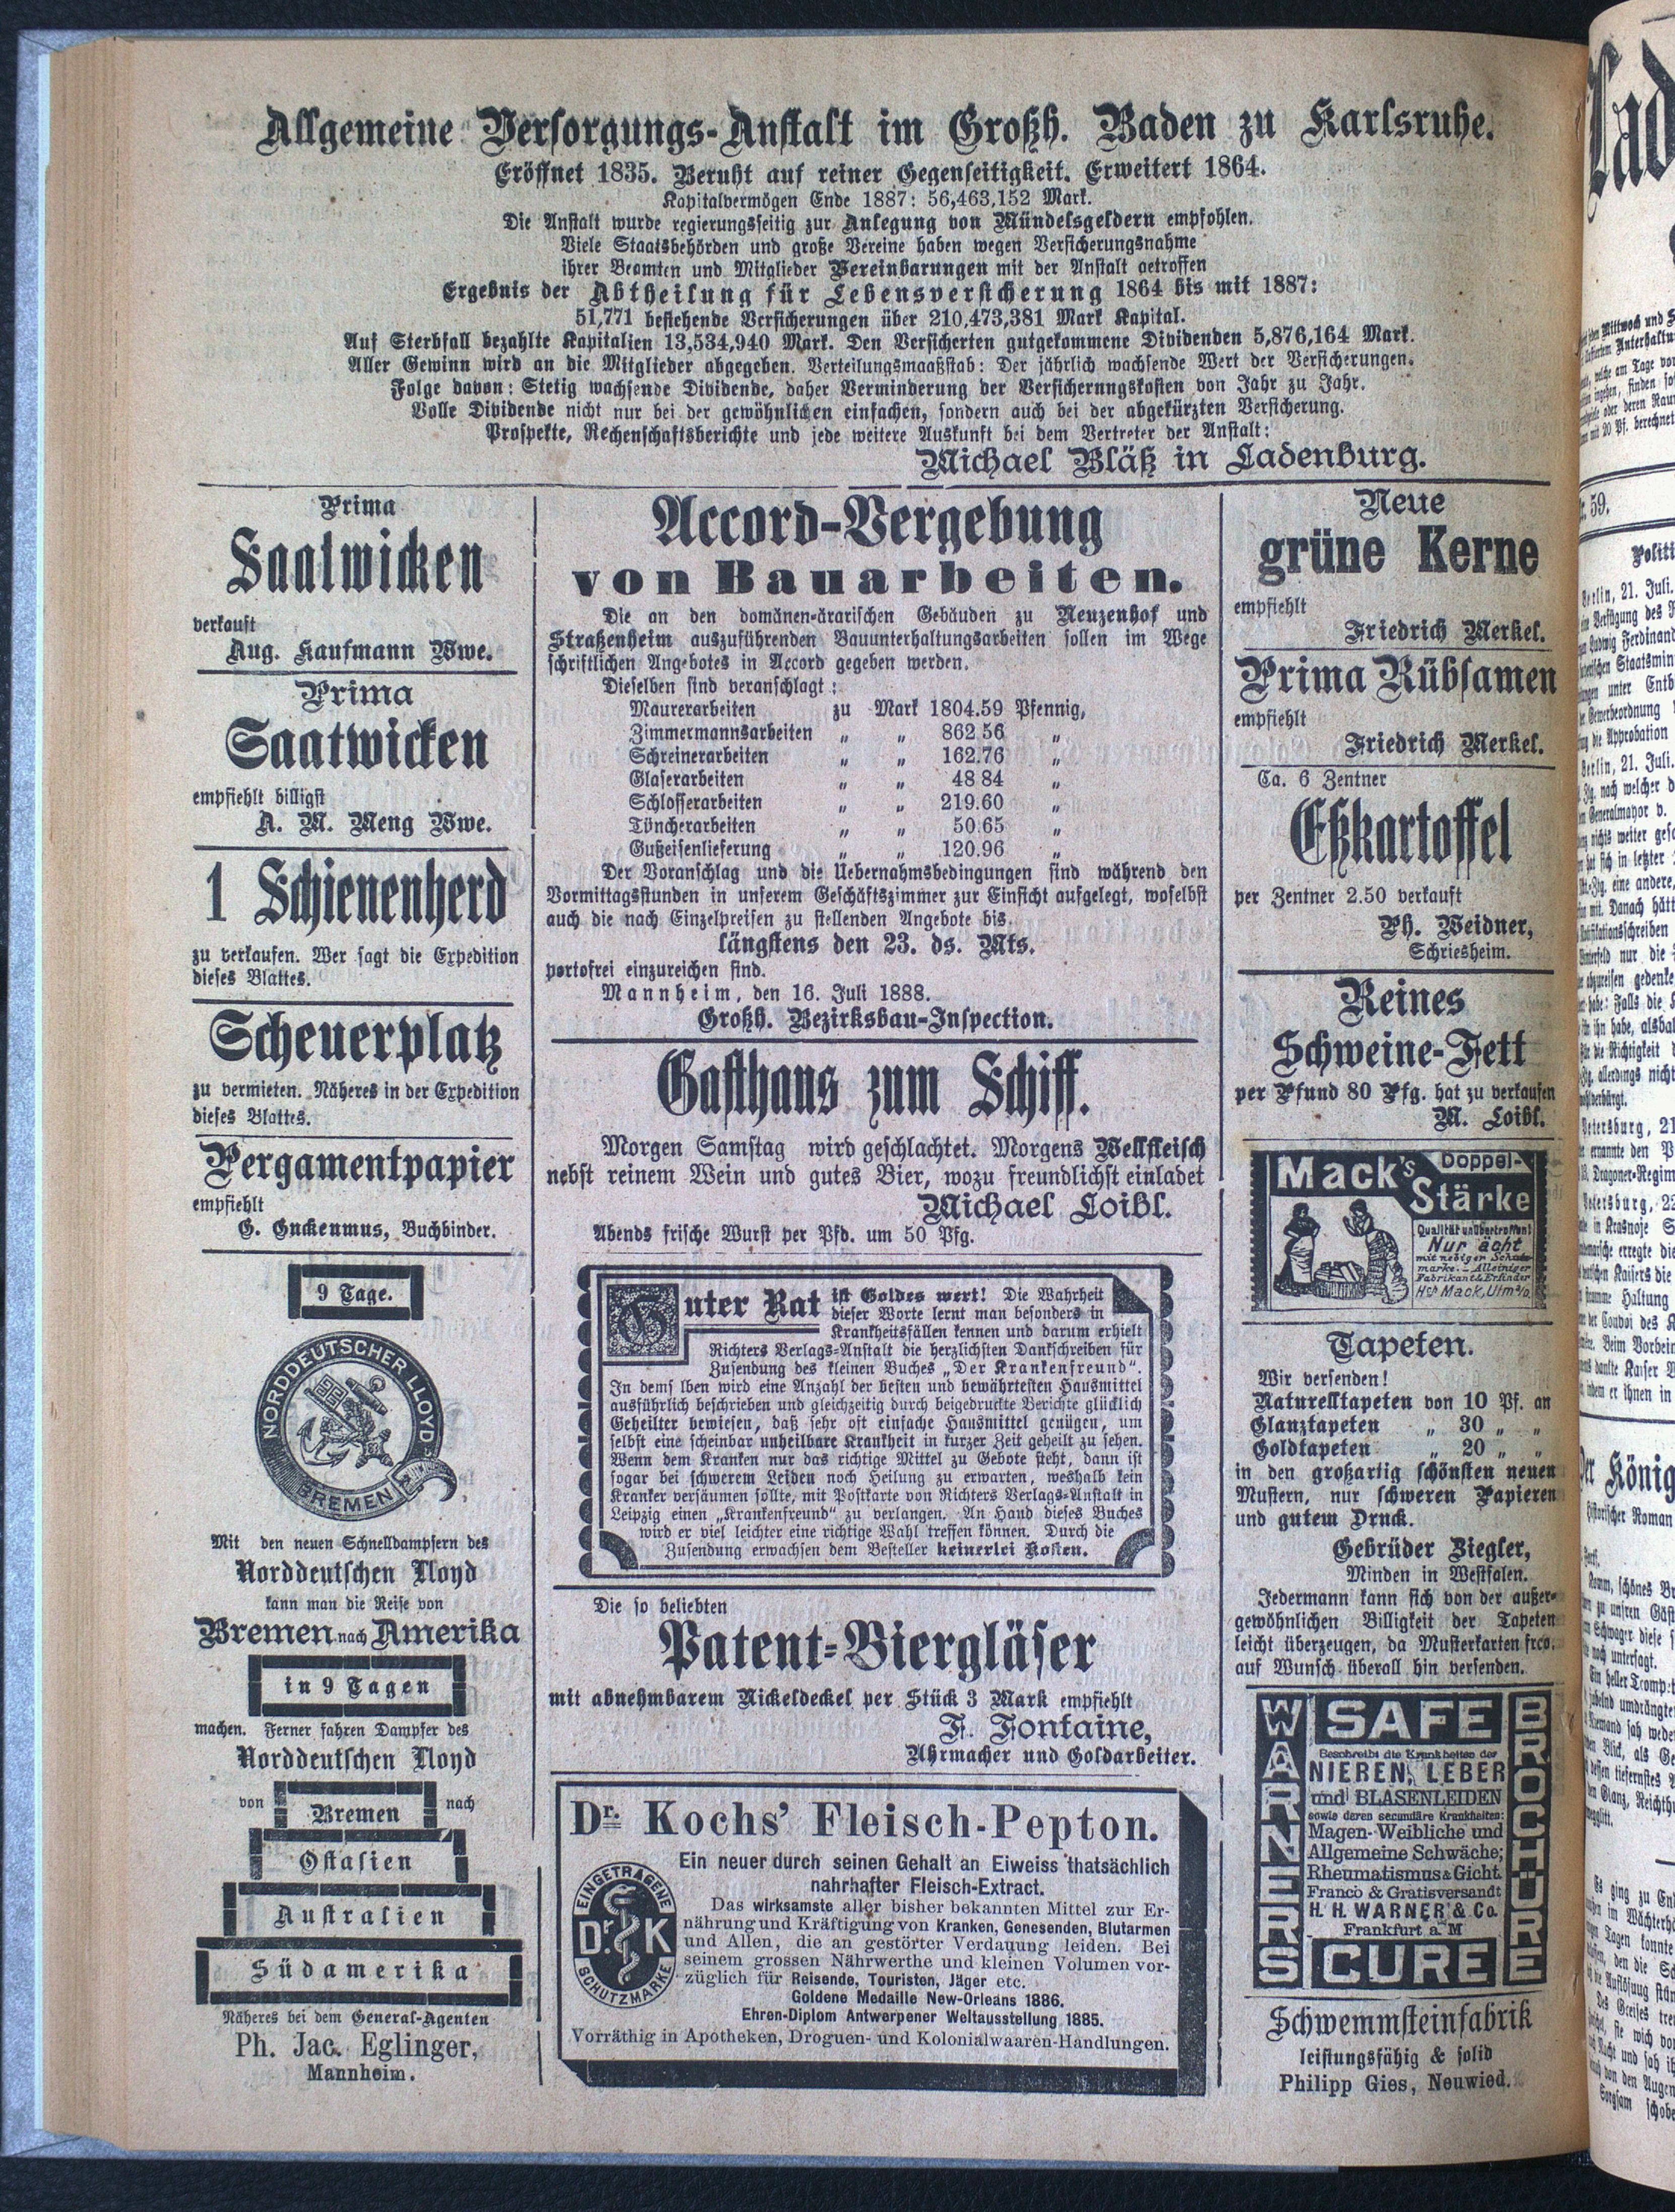 Allgemeine Versorgungs-Anstalt im Großh. Baden zu Karlsruhe.
Eröffnet 1835. Beruht auf reiner Gegenseitigkeit. Erweitert 1864.
Kapitalvermögen Ende 1887: 56,463,152 Mark.
Die Anstalt wurde regierungsseitig zur Anlegung von Mündelsgeldern empfohlen.
Viele Staatsbehörden und große Vereine haben wegen Versicherungsnahme
ihrer Beamten und Mitglieder Vereinbarungen mit der Anstalt getroffen
Ergebnis der Abtheilung für Lebensversicherung 1864 bis mit 1887:
51,771 bestehende Versicherungen über 210,473,381 Mark Kapital.
Auf Sterbfall bezahlte Kapitalien 13,534,940 Mark. Den Versicherten gutgekommene Dividenden 5,876,164 Mark.
Aller Gewinn wird an die Mitglieder abgegeben. Verteilungsmaaßstab: Der jährlich wachsende Wert der Versicherungen.
Folge davon: Stetig wachsende Dividende, daher Verminderung der Versicherungskosten von Jahr zu Jahr.
Volle Dividende nicht nur bei der gewöhnlichen einfachen, sondern auch bei der abgekürzten Versicherung.
Prospekte, Rechenschaftsberichte und jede weitere Auskunft bei dem Vertreter der Anstalt:
Michael Bläß in Ladenburg.
Prima
Saatwicken
verkauft
Aug. Kaufmann Wwe.
Prima
Saatwicken
empfiehlt billigst
A. M. Meng Wwe.
1 Schienenherd
zu verkaufen. Wer sagt die Expedition
dieses Blattes.
Scheuerplatz
zu vermieten. Näheres in der Expedition
dieses Blattes.
Pergamentpapier
empfiehlt
G. Guckenmus, Buchbinder.
9 Tage.
NORDDEUTSCHER LLOYD
BREMEN
Mit den neuen Schnelldampfern des
Norddeutschen Lloyd
kann man die Reise von
Bremen nach Amerika
in 9 Tagen
machen. Ferner fahren Dampfer des
Norddeutschen Lloyd
von Bremen nach
Ostasien
Australien
Südamerika
Näheres bei dem General-Agenten
Ph. Jac. Eglinger,
Mannheim.
Accord-Vergebung
von Bauarbeiten.
Die an den domänen-ärarischen Gebäuden zu Neuzenhof und
Straßenheim auszuführenden Bauunterhaltungsarbeiten sollen im Wege
schriftlichen Angebotes in Accord gegeben werden.
Dieselben sind veranschlagt:
Maurerarbeiten zu Mark 1804.59 Pfennig,
Zimmermannsarbeiten „ „ 862 56 „
Schreinerarbeiten „ „ 162.76 „
Glaserarbeiten „ „ 48 84 „
Schlosserarbeiten „ „ 219.60 „
Tüncherarbeiten „ „ 50.65 „
Gußeisenlieferung „ „ 120.96 „
Der Voranschlag und die Uebernahmsbedingungen sind während den
Vormittagsstunden in unserem Geschäftszimmer zur Einsicht aufgelegt, woselbst
auch die nach Einzelpreisen zu stellenden Angebote bis
längstens den 23. ds. Mts.
portofrei einzureichen sind.
Mannheim, den 16. Juli 1888.
Großh. Bezirksbau-Inspection.
Gasthaus zum Schiff.
Morgen Samstag wird geschlachtet. Morgens Wellfleisch
nebst reinem Wein und gutes Bier, wozu freundlichst einladet
Michael Loibl.
Abends frische Wurst per Pfd. um 50 Pfg.
Guter Rat ist Goldes wert! Die Wahrheit
dieser Worte lernt man besonders in
Krankheitsfällen kennen und darum erhielt
Richters Verlags-Anstalt die herzlichsten Dankschreiben für
Zusendung des kleinen Buches „Der Krankenfreund“.
In dems lben wird eine Anzahl der besten und bewährtesten Hausmittel
ausführlich beschrieben und gleichzeitig durch beigedruckte Berichte glücklich
Geheilter bewiesen, daß sehr oft einfache Hausmittel genügen, um
selbst eine scheinbar unheilbare Krankheit in kurzer Zeit geheilt zu sehen.
Wenn dem Kranken nur das richtige Mittel zu Gebote steht, dann ist
sogar bei schwerem Leiden noch Heilung zu erwarten, weshalb kein
Kranker versäumen sollte, mit Postkarte von Richters Verlags-Anstalt in
Leipzig einen „Krankenfreund“ zu verlangen. An Hand dieses Buches
wird er viel leichter eine richtige Wahl treffen können. Durch die
Zusendung erwachsen dem Besteller keinerlei Kosten.
Die so beliebten
Patent-Biergläser
mit abnehmbarem Nickeldeckel per Stück 3 Mark empfiehlt
F. Fontaine,
Uhrmacher und Goldarbeiter.
Dr. Kochs' Fleisch-Pepton.
EINGETRAGENE
Dr. K
SCHUTZMARKE
Ein neuer durch seinen Gehalt an Eiweiss thatsächlich
nahrhafter Fleisch-Extract.
Das wirksamste aller bisher bekannten Mittel zur Er-
nährung und Kräftigung von Kranken, Genesenden, Blutarmen
und Allen, die an gestörter Verdauung leiden. Bei
seinem grossen Nährwerthe und kleinen Volumen vor-
züglich für Reisende, Touristen, Jäger etc.
Goldene Medaille New-Orleans 1886.
Ehren-Diplom Antwerpener Weltausstellung 1885.
Vorräthig in Apotheken, Droguen- und Kolonialwaaren-Handlungen.
Neue
grüne Kerne
empfiehlt
Friedrich Merkel.
Prima Rübsamen
empfiehlt
Friedrich Merkel.
Ca. 6 Zentner
Eßkartoffel
per Zentner 2.50 verkauft
Ph. Weidner,
Schriesheim.
Reines
Schweine-Fett
per Pfund 80 Pfg. hat zu verkaufen
M. Loibl.
Mack's Doppel-
Stärke
Qualität unübertroffen!
Nur ächt
mit nebiger Schutz-
marke. – Alleiniger
Fabrikant & Erfinder
Hch Mack, Ulm a/D.
Tapeten.
Wir versenden!
Naturelltapeten von 10 Pf. an
Glanztapeten „ 30 „ „
Goldtapeten „ 20 „ „
in den großartig schönsten neuen
Mustern, nur schweren Papieren
und gutem Druck.
Gebrüder Ziegler,
Minden in Westfalen.
Jedermann kann sich von der außer-
gewöhnlichen Billigkeit der Tapeten
leicht überzeugen, da Musterkarten frco.
auf Wunsch überall hin versenden.
WARNERS
SAFE
BROCHÜRE
Beschreibt die Krankheiten der
NIEREN, LEBER
und BLASENLEIDEN
sowie deren secundäre Krankheiten:
Magen- Weibliche und
Allgemeine Schwäche;
Rheumatismus & Gicht.
Franco & Gratisversandt
H. H. WARNER & Co.
Frankfurt a. M
CURE
Schwemmsteinfabrik
leistungsfähig & solid
Philipp Gies, Neuwied.
Lad
59.
Berlin, 21. Juli.
Berlin, 21. Juli.
Petersburg, 21
König